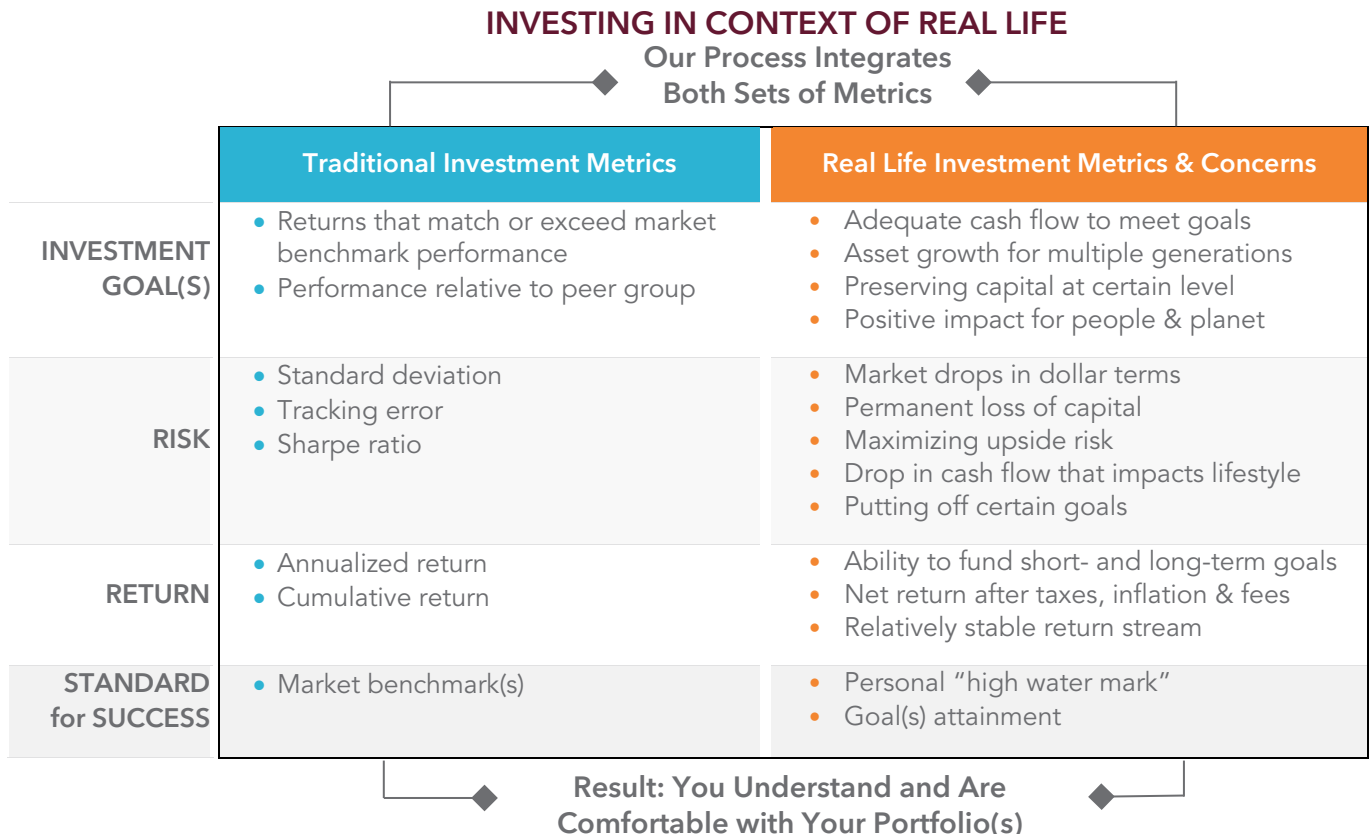 INVESTING IN CONTEXT OF REAL LIFE
Our Process Integrates
Both Sets of Metrics
Traditional Investment Metrics
Real Life Investment Metrics & Concerns
INVESTMENT
GOAL(S)
• Returns that match or exceed market
benchmark performance
• Performance relative to peer group
• Adequate cash flow to meet goals
• Asset growth for multiple generations
• Preserving capital at certain level
• Positive impact for people & planet
RISK
• Standard deviation
• Tracking error
• Sharpe ratio
• Market drops in dollar terms
• Permanent loss of capital
• Maximizing upside risk
• Drop in cash flow that impacts lifestyle
• Putting off certain goals
RETURN
• Annualized return
• Cumulative return
• Ability to fund short- and long-term goals
• Net return after taxes, inflation & fees
• Relatively stable return stream
STANDARD
for SUCCESS
• Market benchmark(s)
• Personal “high water mark”
• Goal(s) attainment
Result: You Understand and Are
Comfortable with Your Portfolio(s)